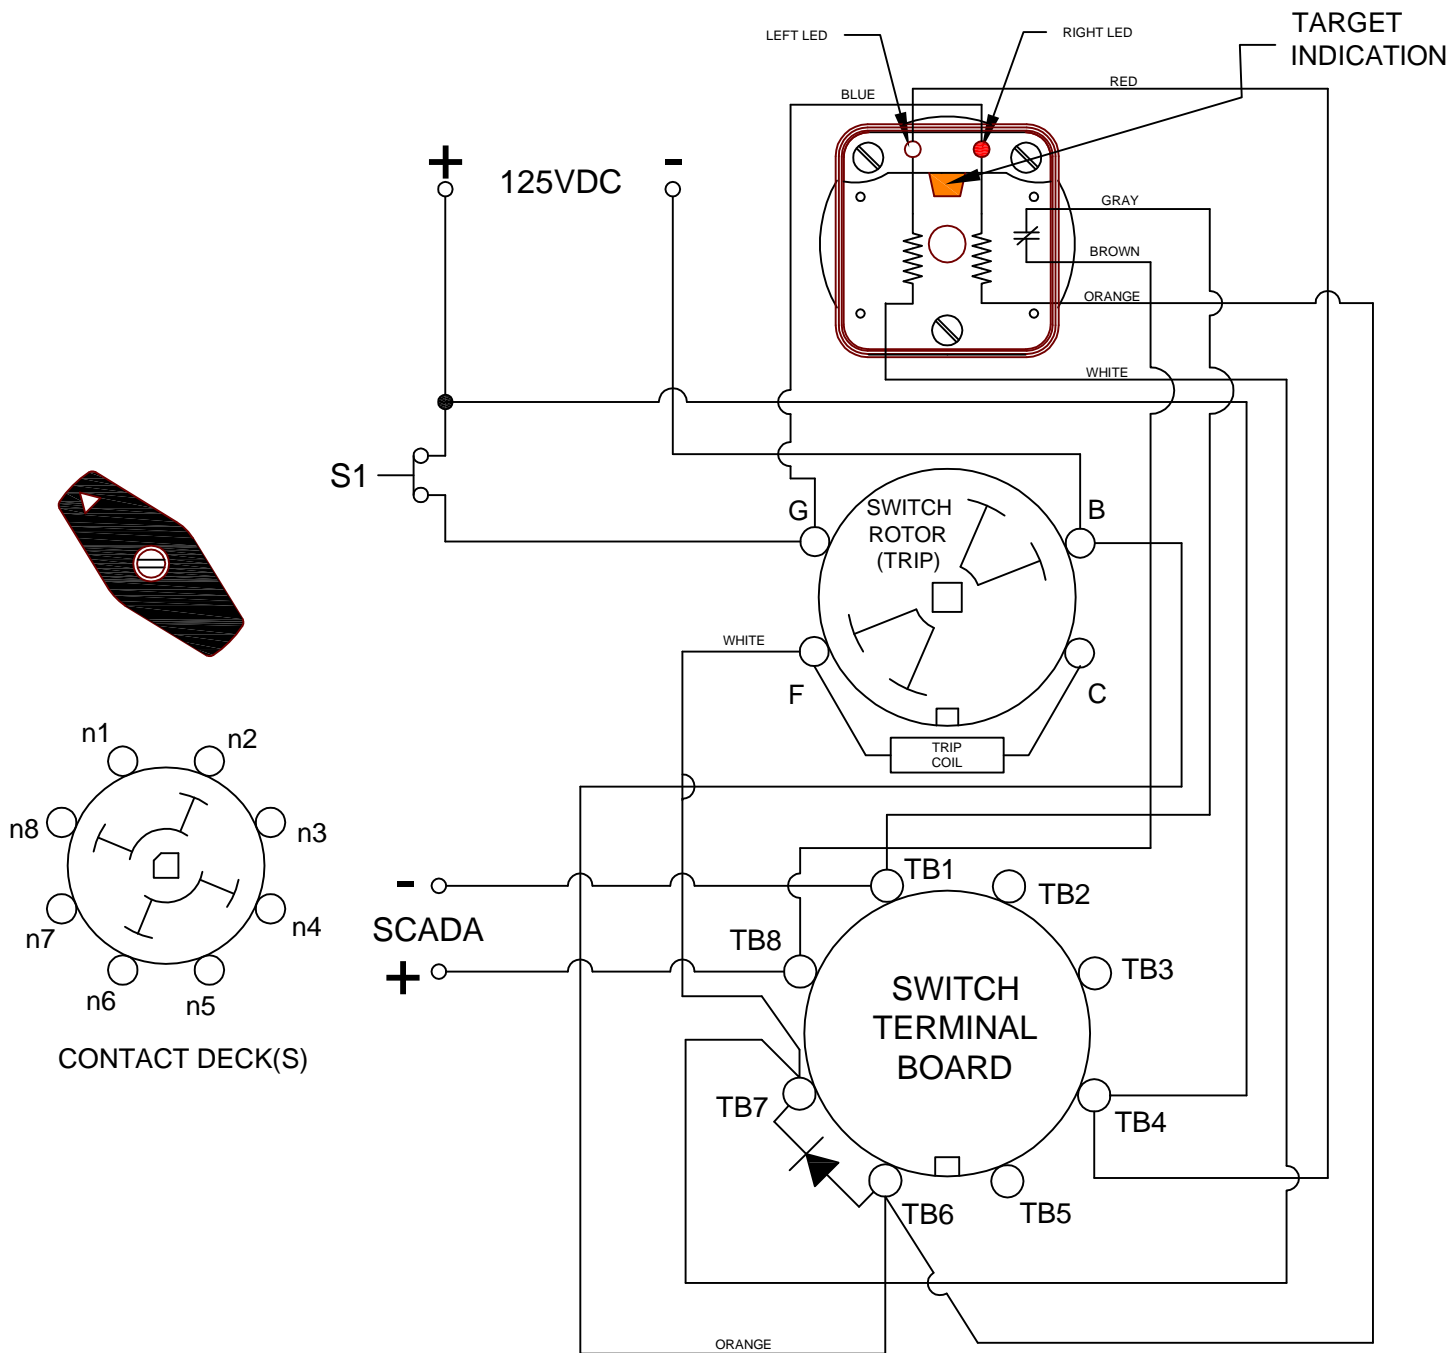 TARGET
INDICATION
LEFT LED
RIGHT LED
RED
BLUE
+
125VDC
-
GRAY
BROWN
ORANGE
WHITE
S1
G
SWITCH
ROTOR
(TRIP)
B
WHITE
F
C
TRIP
COIL
n1
n2
n8
n3
n7
n4
n6
n5
CONTACT DECK(S)
-
SCADA
+
TB1
TB2
TB8
TB3
SWITCH
TERMINAL
BOARD
TB7
TB4
TB6
TB5
ORANGE